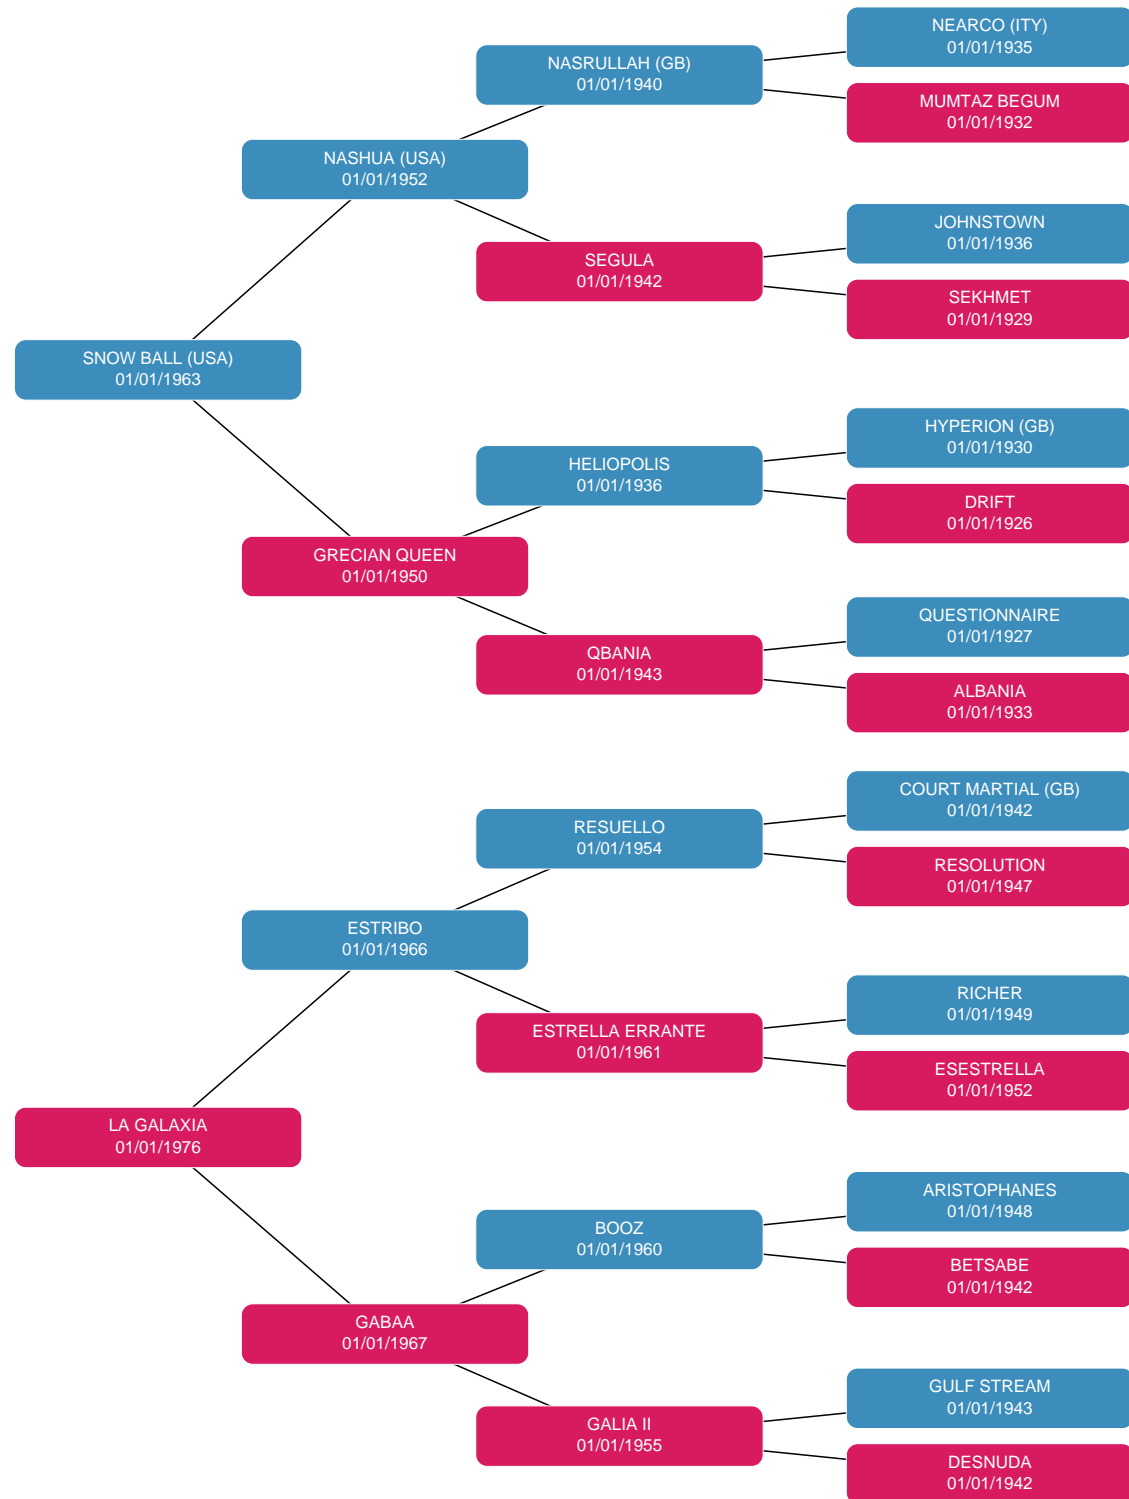 NEARCO (ITY)
01/01/1935
NASRULLAH (GB)
01/01/1940
MUMTAZ BEGUM
01/01/1932
NASHUA (USA)
01/01/1952
JOHNSTOWN
01/01/1936
SEGULA
01/01/1942
SEKHMET
01/01/1929
SNOW BALL (USA)
01/01/1963
HYPERION (GB)
01/01/1930
HELIOPOLIS
01/01/1936
DRIFT
01/01/1926
GRECIAN QUEEN
01/01/1950
QUESTIONNAIRE
01/01/1927
QBANIA
01/01/1943
ALBANIA
01/01/1933
COURT MARTIAL (GB)
01/01/1942
RESUELLO
01/01/1954
RESOLUTION
01/01/1947
ESTRIBO
01/01/1966
RICHER
01/01/1949
ESTRELLA ERRANTE
01/01/1961
ESESTRELLA
01/01/1952
LA GALAXIA
01/01/1976
ARISTOPHANES
01/01/1948
BOOZ
01/01/1960
BETSABE
01/01/1942
GABAA
01/01/1967
GULF STREAM
01/01/1943
GALIA II
01/01/1955
DESNUDA
01/01/1942